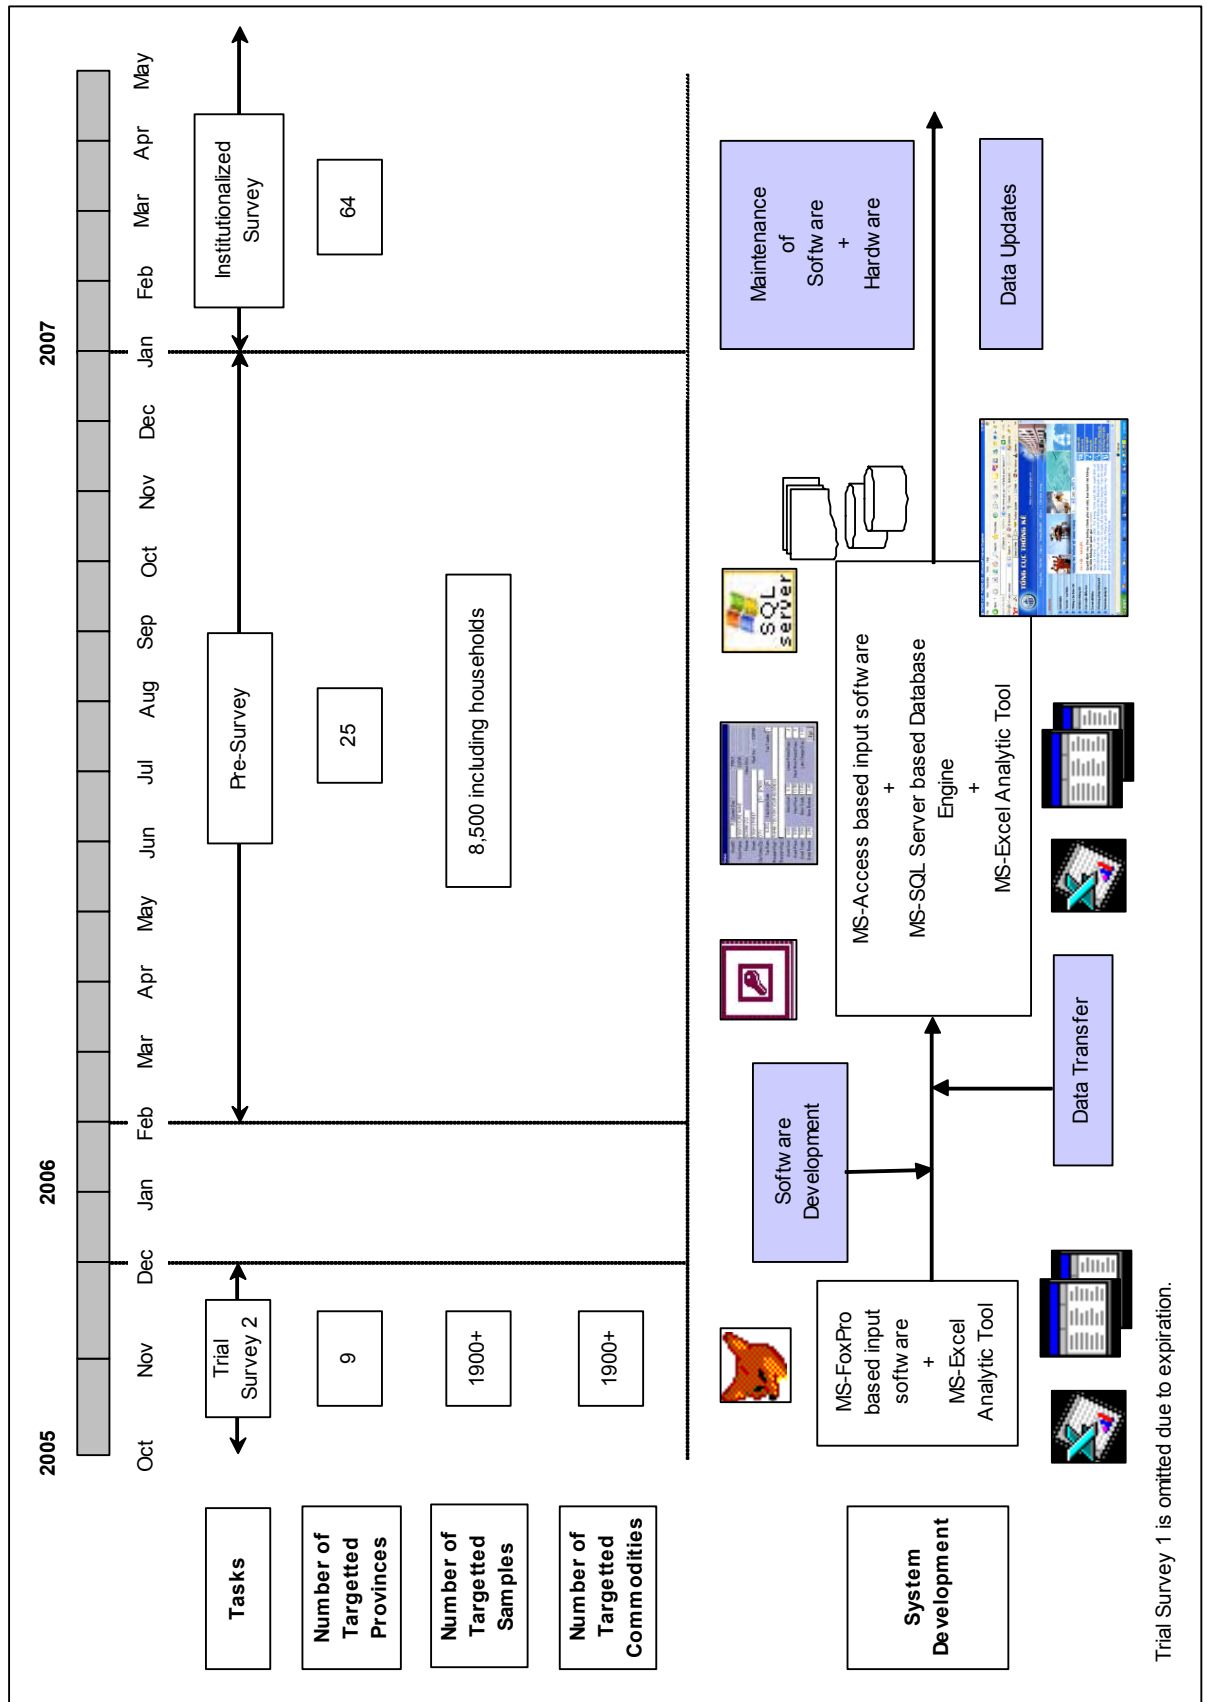 2005
2006
2007
Oct
Nov
Dec
Jan
Feb
Mar
Apr
May
Jun
Jul
Aug
Sep
Oct
Nov
Dec
Jan
Feb
Mar
Apr
May
Tasks
Trial
Survey 2
Pre-Survey
Institutionalized
Survey
Number of
Targetted
Provinces
9
25
64
Number of
Targetted
Samples
1900+
8,500 including households
Number of
Targetted
Commodities
1900+
System
Development
MS-FoxPro
based input
software
+
MS-Excel
Analytic Tool
Software
Development
Data Transfer
MS-Access based input software
+
MS-SQL Server based Database
Engine
+
MS-Excel Analytic Tool
SQL
server
TỔNG CỤC THỐNG KÊ
Maintenance
of
Software
+
Hardware
Data Updates
Trial Survey 1 is omitted due to expiration.